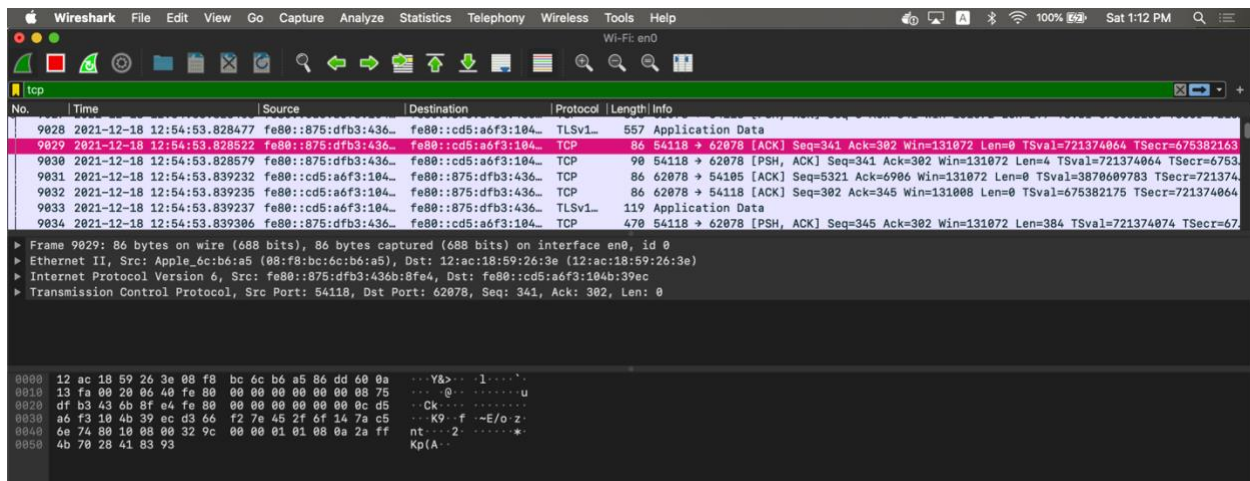 Wireshark File Edit View Go Capture Analyze Statistics Telephony Wireless Tools Help A 100% Sat 1:12 PM
Wi-Fi: en0
tcp
No. Time Source Destination Protocol Length Info
9028 2021-12-18 12:54:53.828477 fe80::875:dfb3:436… fe80::cd5:a6f3:104… TLSv1… 557 Application Data
9029 2021-12-18 12:54:53.828522 fe80::875:dfb3:436… fe80::cd5:a6f3:104… TCP 86 54118 → 62078 [ACK] Seq=341 Ack=302 Win=131072 Len=0 TSval=721374064 TSecr=675382163
9030 2021-12-18 12:54:53.828579 fe80::875:dfb3:436… fe80::cd5:a6f3:104… TCP 90 54118 → 62078 [PSH, ACK] Seq=341 Ack=302 Win=131072 Len=4 TSval=721374064 TSecr=6753…
9031 2021-12-18 12:54:53.839232 fe80::cd5:a6f3:104… fe80::875:dfb3:436… TCP 86 62078 → 54105 [ACK] Seq=5321 Ack=6906 Win=131072 Len=0 TSval=3870609783 TSecr=721374…
9032 2021-12-18 12:54:53.839235 fe80::cd5:a6f3:104… fe80::875:dfb3:436… TCP 86 62078 → 54118 [ACK] Seq=302 Ack=345 Win=131008 Len=0 TSval=675382175 TSecr=721374064
9033 2021-12-18 12:54:53.839237 fe80::cd5:a6f3:104… fe80::875:dfb3:436… TLSv1… 119 Application Data
9034 2021-12-18 12:54:53.839306 fe80::875:dfb3:436… fe80::cd5:a6f3:104… TCP 470 54118 → 62078 [PSH, ACK] Seq=345 Ack=302 Win=131072 Len=384 TSval=721374074 TSecr=67…
Frame 9029: 86 bytes on wire (688 bits), 86 bytes captured (688 bits) on interface en0, id 0
Ethernet II, Src: Apple_6c:b6:a5 (08:f8:bc:6c:b6:a5), Dst: 12:ac:18:59:26:3e (12:ac:18:59:26:3e)
Internet Protocol Version 6, Src: fe80::875:dfb3:436b:8fe4, Dst: fe80::cd5:a6f3:104b:39ec
Transmission Control Protocol, Src Port: 54118, Dst Port: 62078, Seq: 341, Ack: 302, Len: 0
0000 12 ac 18 59 26 3e 08 f8 bc 6c b6 a5 86 dd 60 0a ···Y&>·· ·l····`·
0010 13 fa 00 20 06 40 fe 80 00 00 00 00 00 00 08 75 ··· ·@·· ·······u
0020 df b3 43 6b 8f e4 fe 80 00 00 00 00 00 00 0c d5 ··Ck···· ········
0030 a6 f3 10 4b 39 ec d3 66 f2 7e 45 2f 6f 14 7a c5 ···K9··f ·~E/o·z·
0040 6e 74 80 10 08 00 32 9c 00 00 01 01 08 0a 2a ff nt····2· ······*·
0050 4b 70 28 41 83 93 Kp(A··